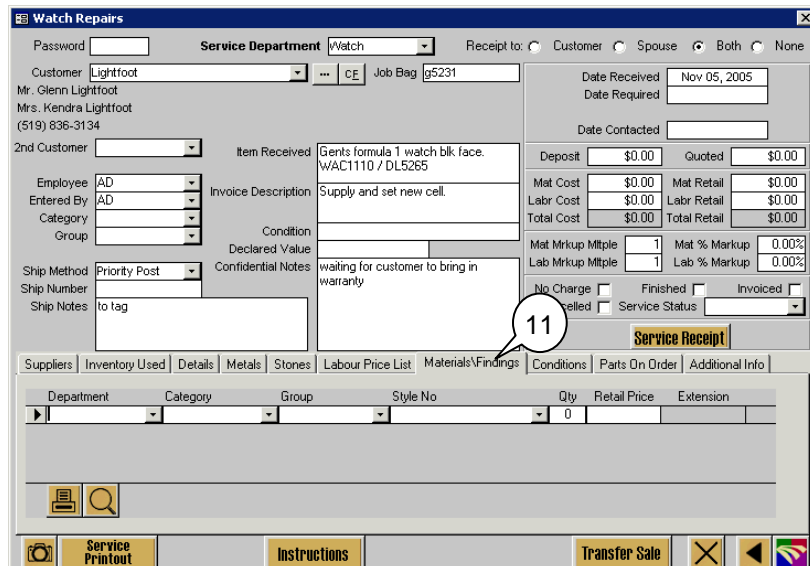 Watch Repairs
Password Service Department Watch Receipt to: Customer Spouse Both None
Customer Lightfoot ... CF Job Bag g5231
Mr. Glenn Lightfoot
Mrs. Kendra Lightfoot
(519) 836-3134
Date Received Nov 05, 2005
Date Required
Date Contacted
2nd Customer
Item Received Gents formula 1 watch blk face.
WAC1110 / DL5265
Deposit $0.00 Quoted $0.00
Employee AD
Entered By AD
Category
Group
Invoice Description Supply and set new cell.
Mat Cost $0.00 Mat Retail $0.00
Labr Cost $0.00 Labr Retail $0.00
Total Cost $0.00 Total Retail $0.00
Condition
Declared Value
Mat Mrkup Mltple 1 Mat % Markup 0.00%
Lab Mrkup Mltple 1 Lab % Markup 0.00%
Ship Method Priority Post
Ship Number
Ship Notes to tag
Confidential Notes waiting for customer to bring in
warranty
No Charge Finished Invoiced
celled Service Status
11
Service Receipt
Suppliers Inventory Used Details Metals Stones Labour Price List Materials\Findings Conditions Parts On Order Additional Info
Department Category Group Style No Qty Retail Price Extension
0
Service
Printout
Instructions
Transfer Sale